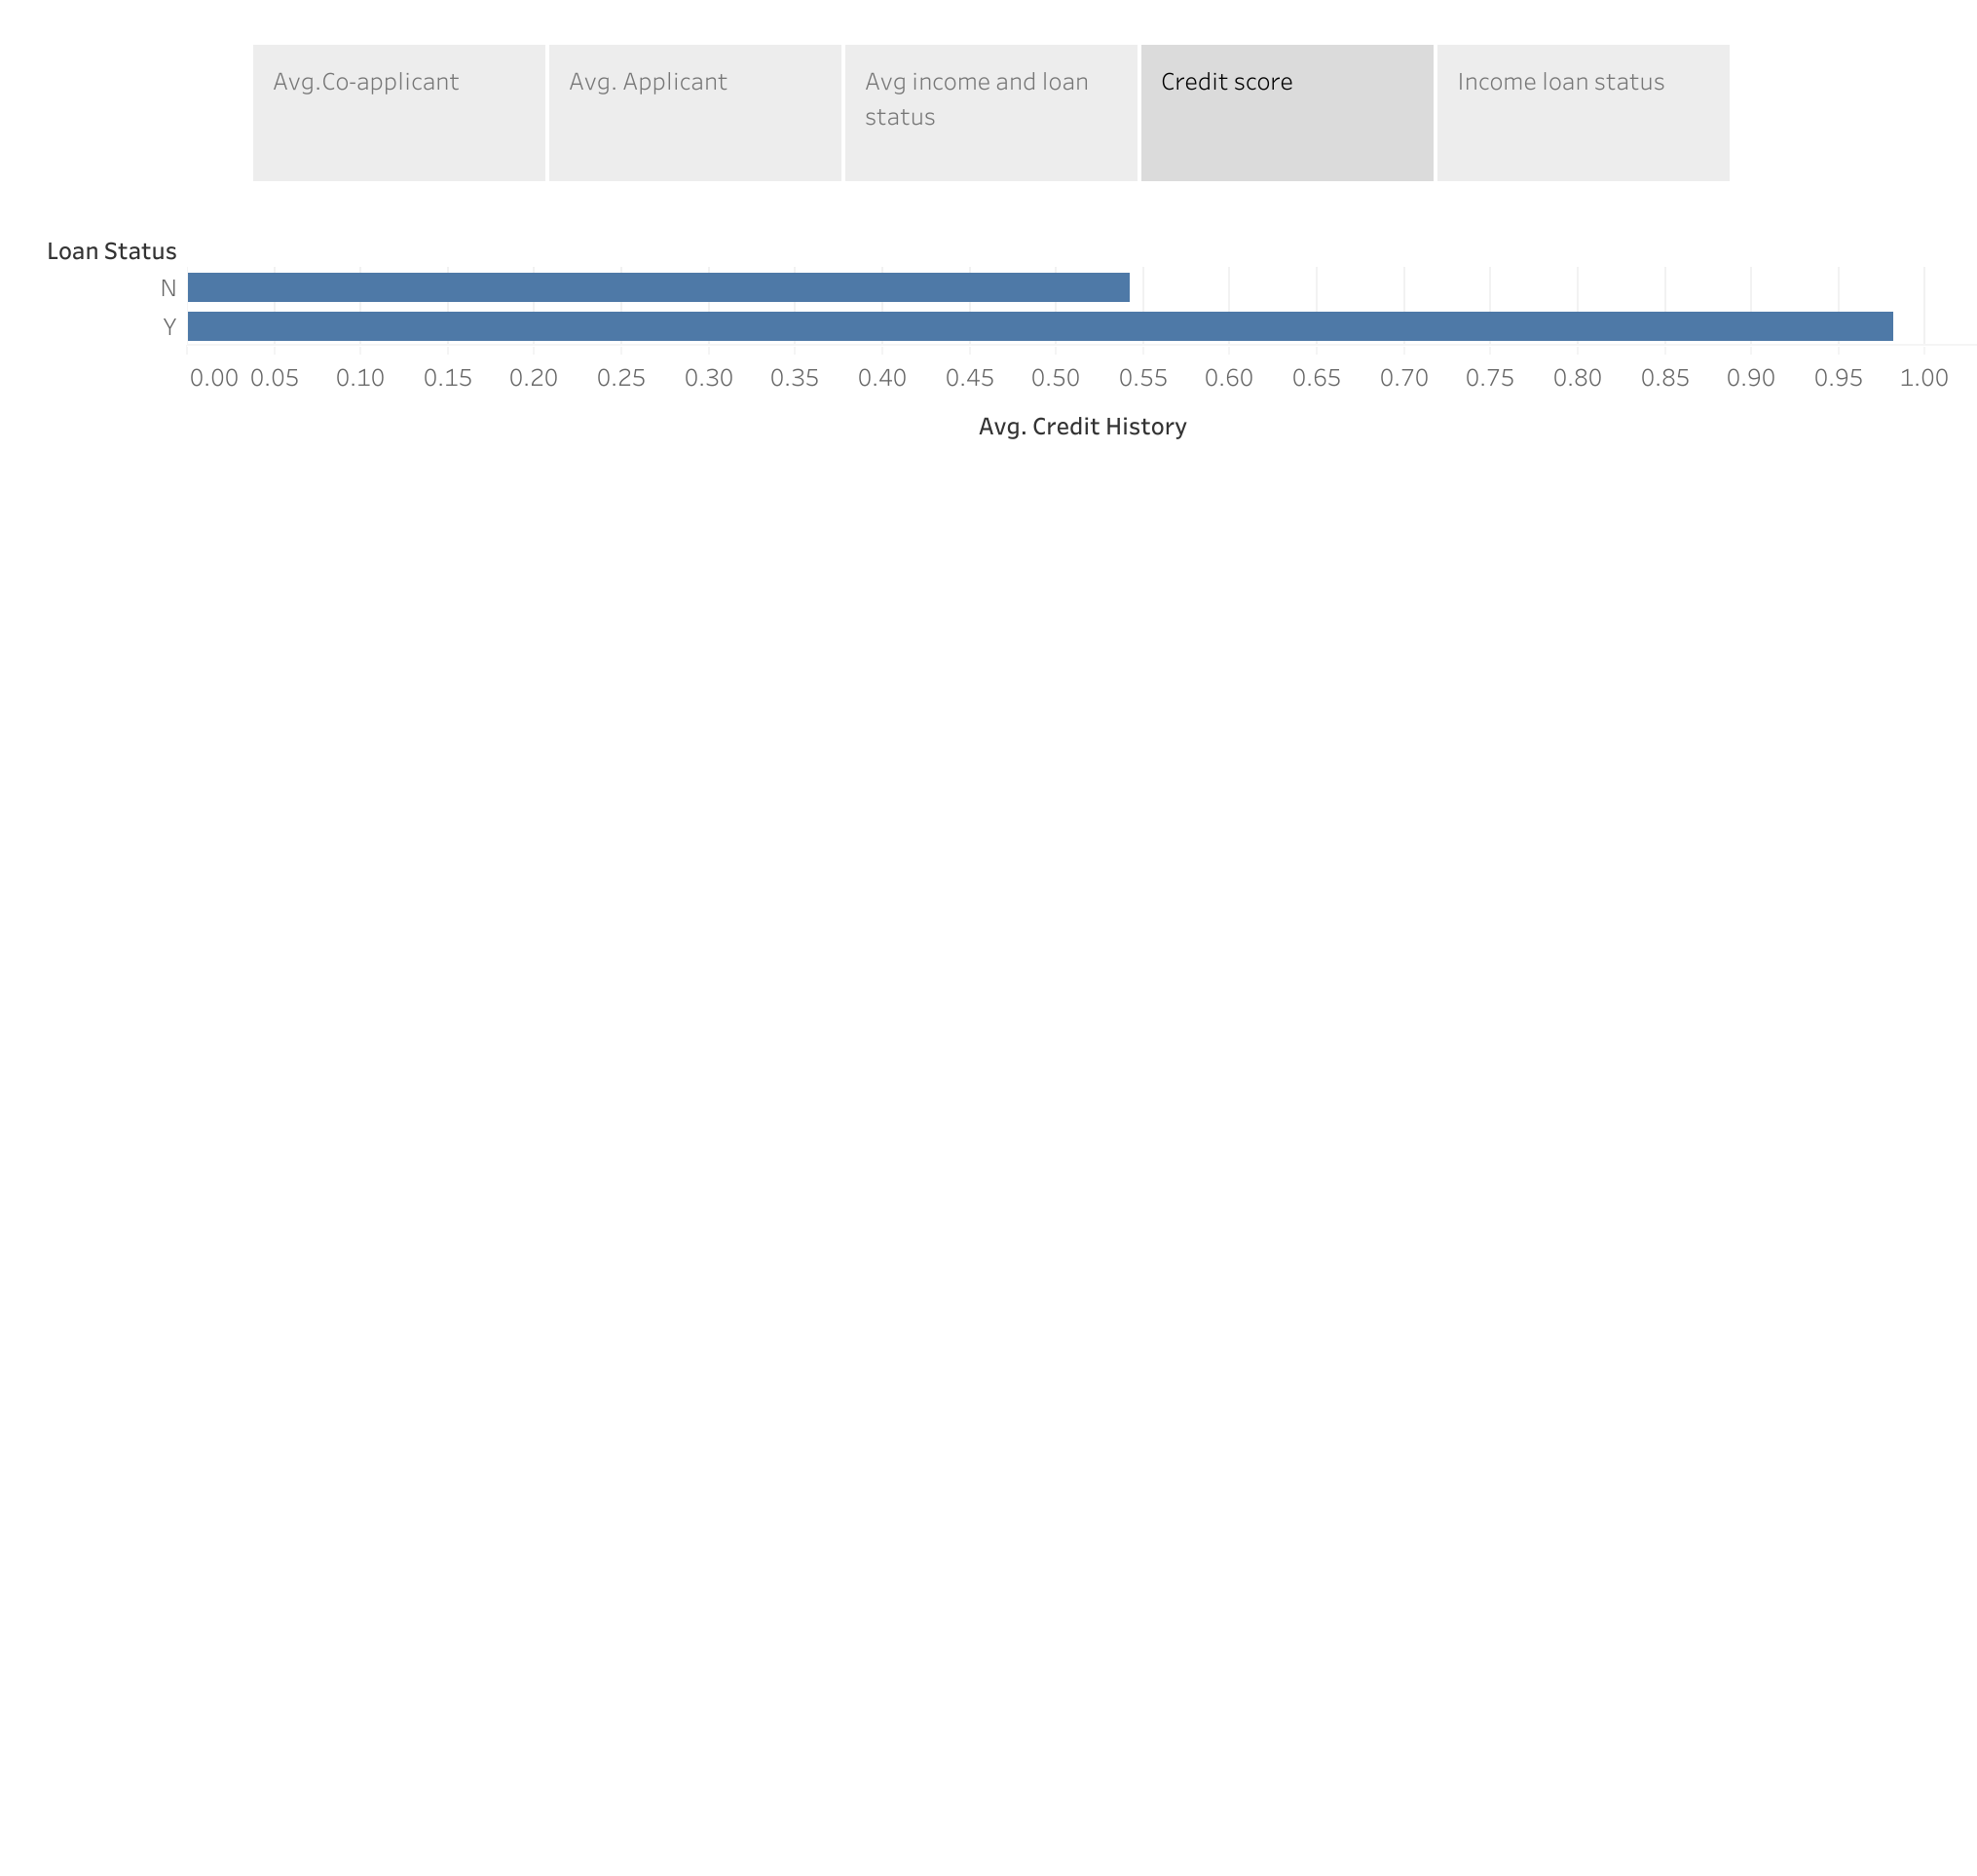 Avg.Co-applicant
Avg. Applicant
Avg income and loan
status
Credit score
Income loan status
Loan Status
N
Y
0.00 0.05 0.10 0.15 0.20 0.25 0.30 0.35 0.40 0.45 0.50 0.55 0.60 0.65 0.70 0.75 0.80 0.85 0.90 0.95 1.00
Avg. Credit History